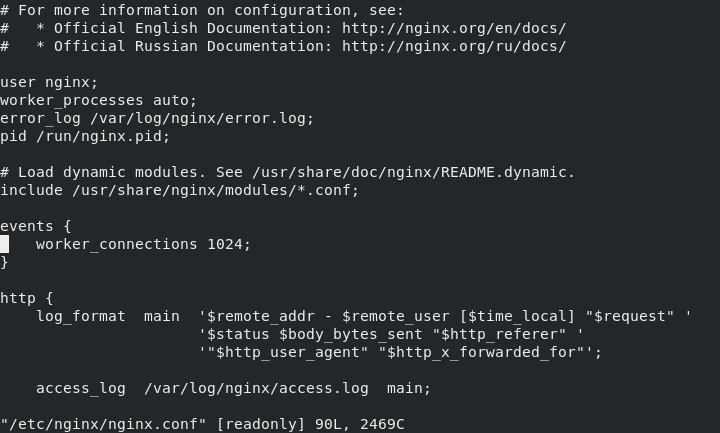 # For more information on configuration, see:
#   * Official English Documentation: http://nginx.org/en/docs/
#   * Official Russian Documentation: http://nginx.org/ru/docs/

user nginx;
worker_processes auto;
error_log /var/log/nginx/error.log;
pid /run/nginx.pid;

# Load dynamic modules. See /usr/share/doc/nginx/README.dynamic.
include /usr/share/nginx/modules/*.conf;

events {
    worker_connections 1024;
}

http {
    log_format  main  '$remote_addr - $remote_user [$time_local] "$request" '
                      '$status $body_bytes_sent "$http_referer" '
                      '"$http_user_agent" "$http_x_forwarded_for"';

    access_log  /var/log/nginx/access.log  main;

"/etc/nginx/nginx.conf" [readonly] 90L, 2469C